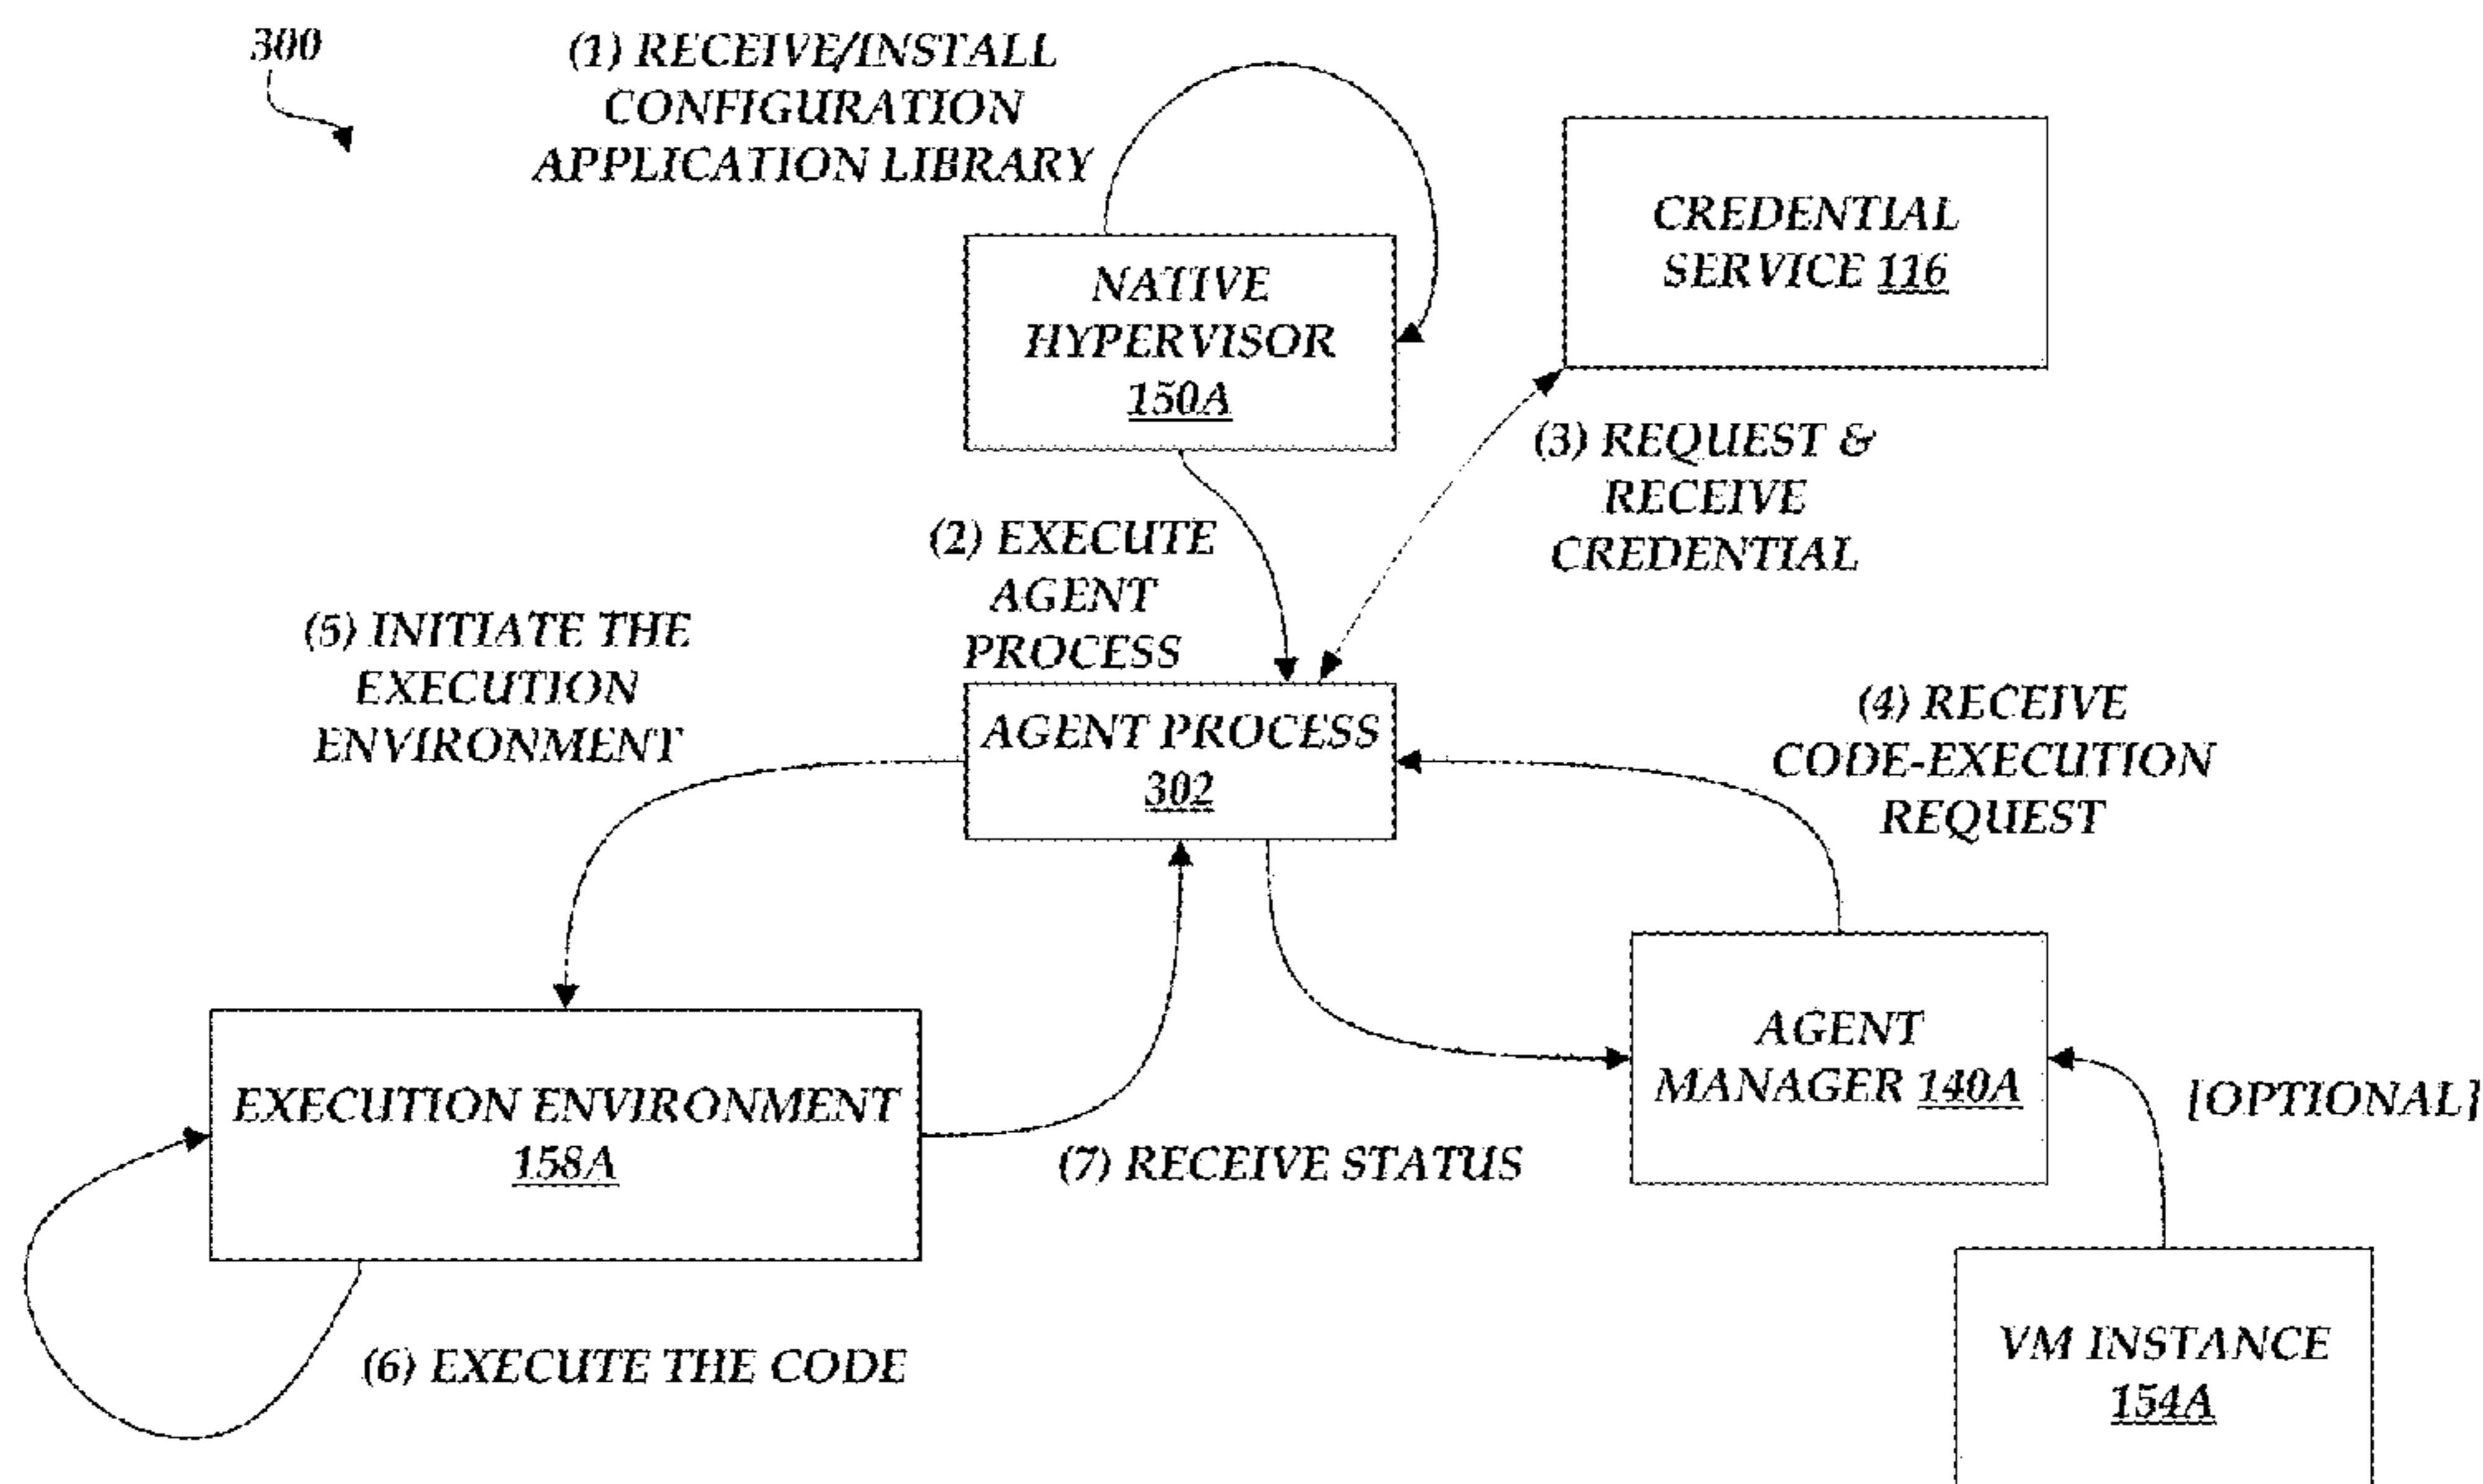 300
(1) RECEIVE/INSTALL
CONFIGURATION
APPLICATION LIBRARY
CREDENTIAL
SERVICE 116
NATIVE
HYPERVISOR
150A
(3) REQUEST &
RECEIVE
CREDENTIAL
(2) EXECUTE
AGENT
PROCESS
(5) INITIATE THE
EXECUTION
ENVIRONMENT
AGENT PROCESS
302
(4) RECEIVE
CODE-EXECUTION
REQUEST
AGENT
MANAGER 140A
[OPTIONAL]
EXECUTION ENVIRONMENT
158A
(7) RECEIVE STATUS
(6) EXECUTE THE CODE
VM INSTANCE
154A